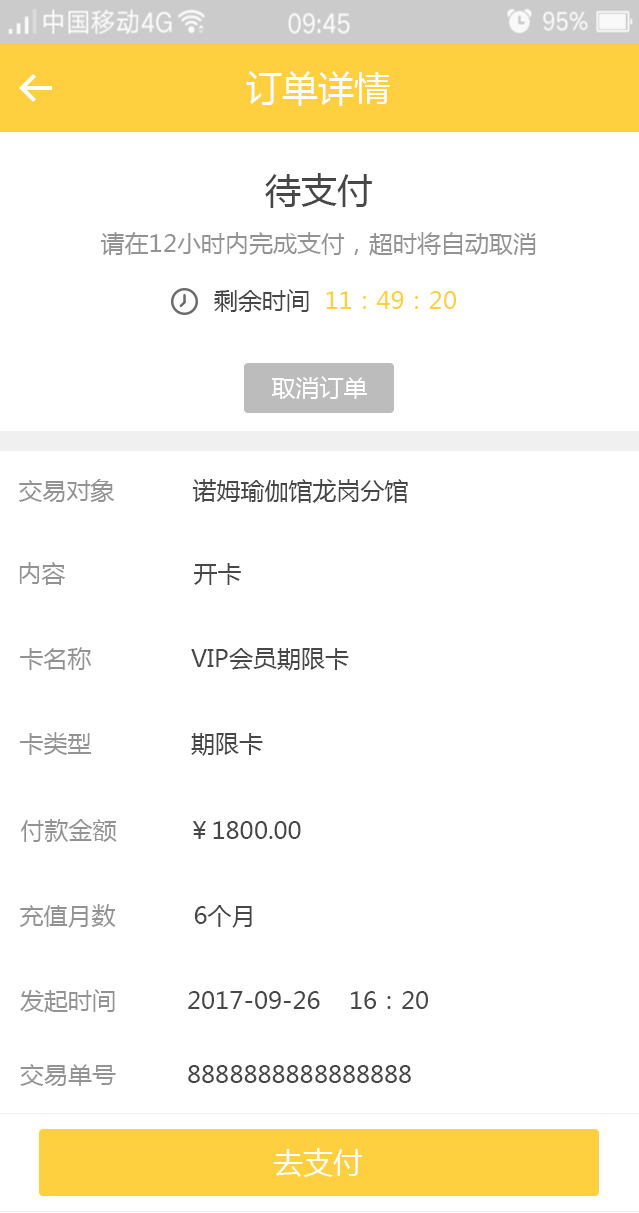 中国移动4G 09:45 95%
订单详情
待支付
请在12小时内完成支付，超时将自动取消
剩余时间 11：49：20
取消订单
交易对象 诺姆瑜伽馆龙岗分馆
内容 开卡
卡名称 VIP会员期限卡
卡类型 期限卡
付款金额 ¥1800.00
充值月数 6个月
发起时间 2017-09-26 16：20
交易单号 8888888888888888
去支付